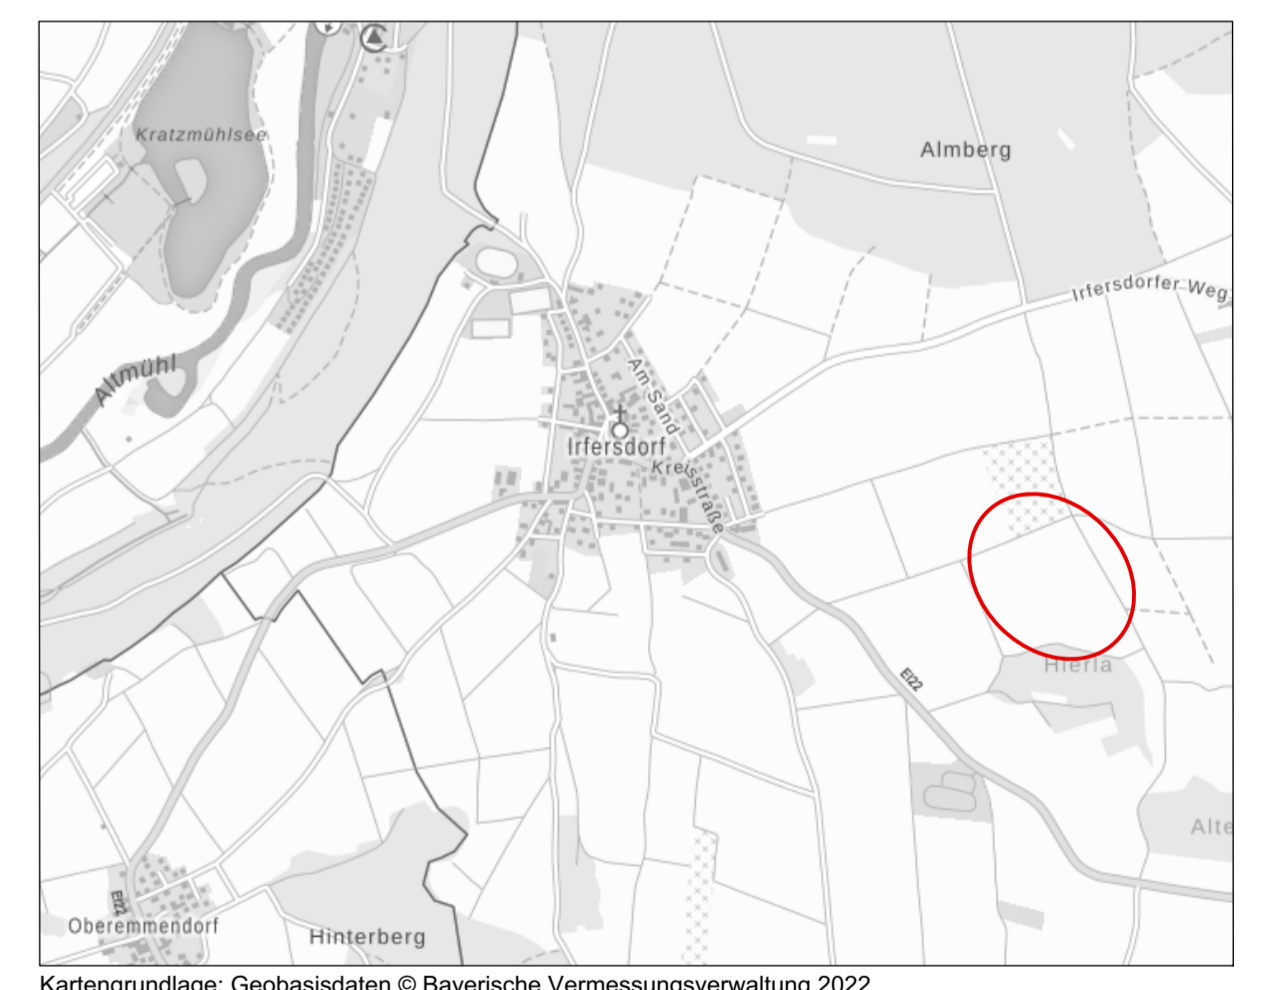 Kratzmühlsee
Almberg
Irfersdorfer Weg
Altmühl
Am Sand
Irfersdorf
Kreisstraße
EI22
Hierla
Alte
EI22
Oberemmendorf
Hinterberg
Kartengrundlage: Geobasisdaten © Bayerische Vermessungsverwaltung 2022